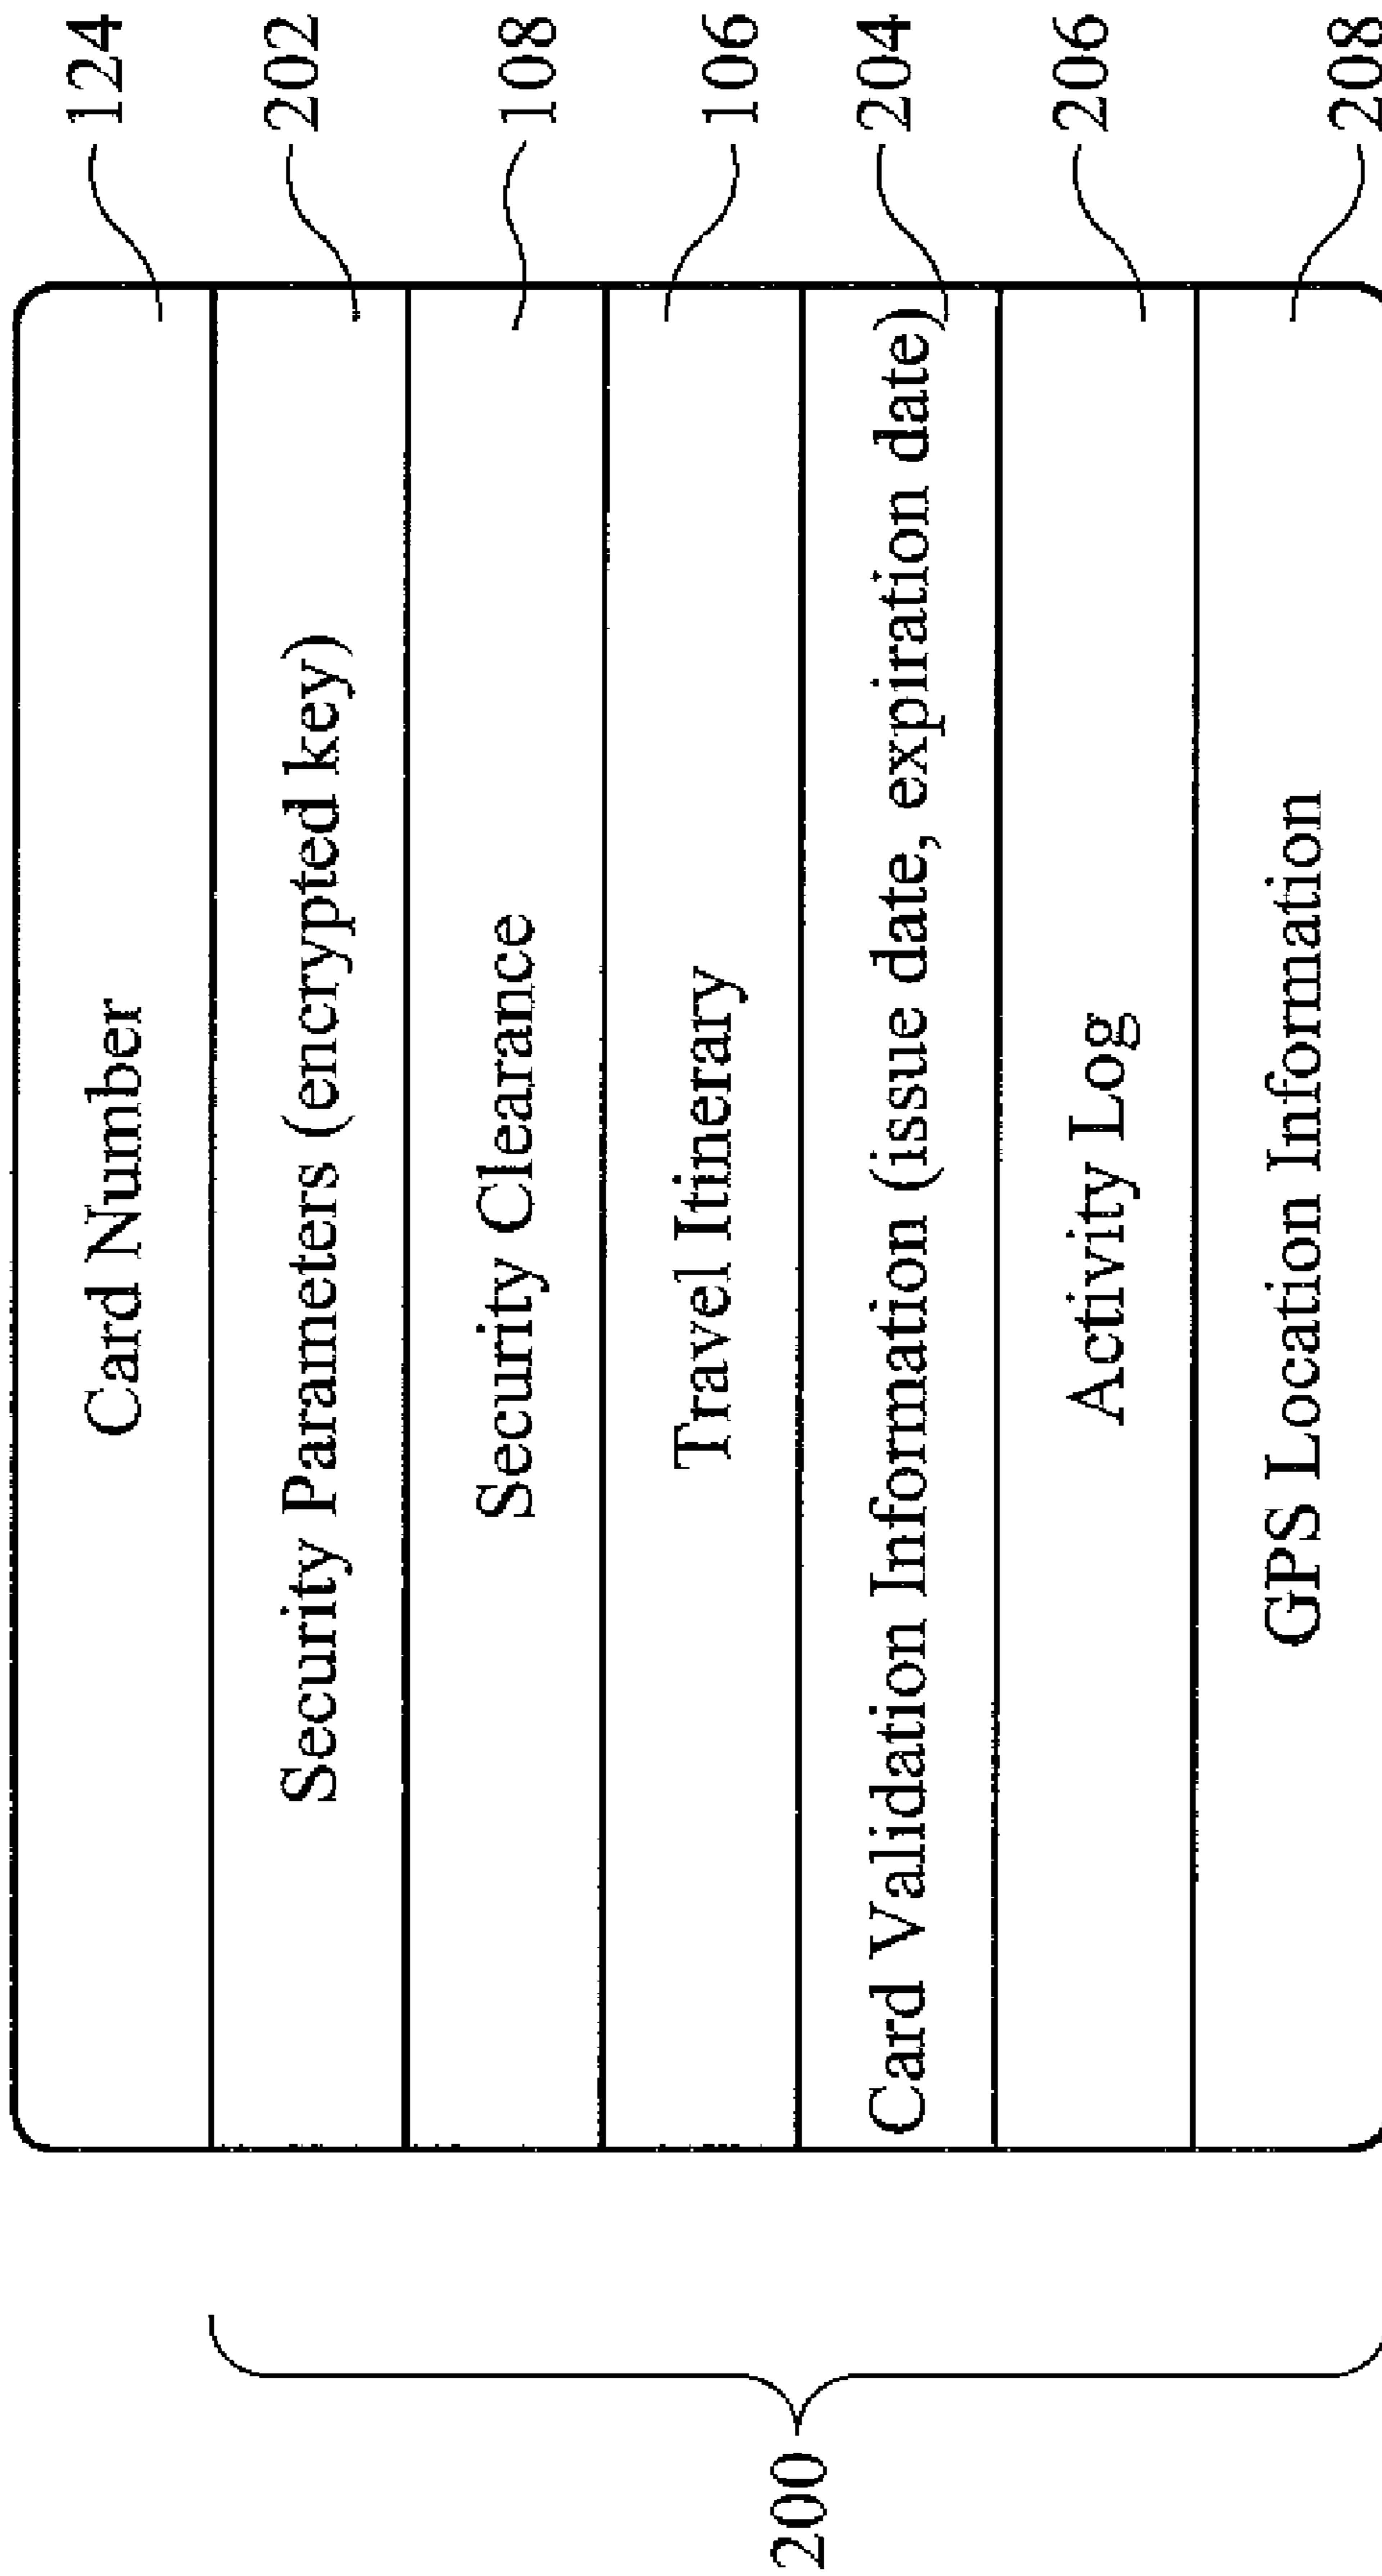 Card Number 124
Security Parameters (encrypted key) 202
Security Clearance 108
Travel Itinerary 106
200
Card Validation Information (issue date, expiration date) 204
Activity Log 206
GPS Location Information 208